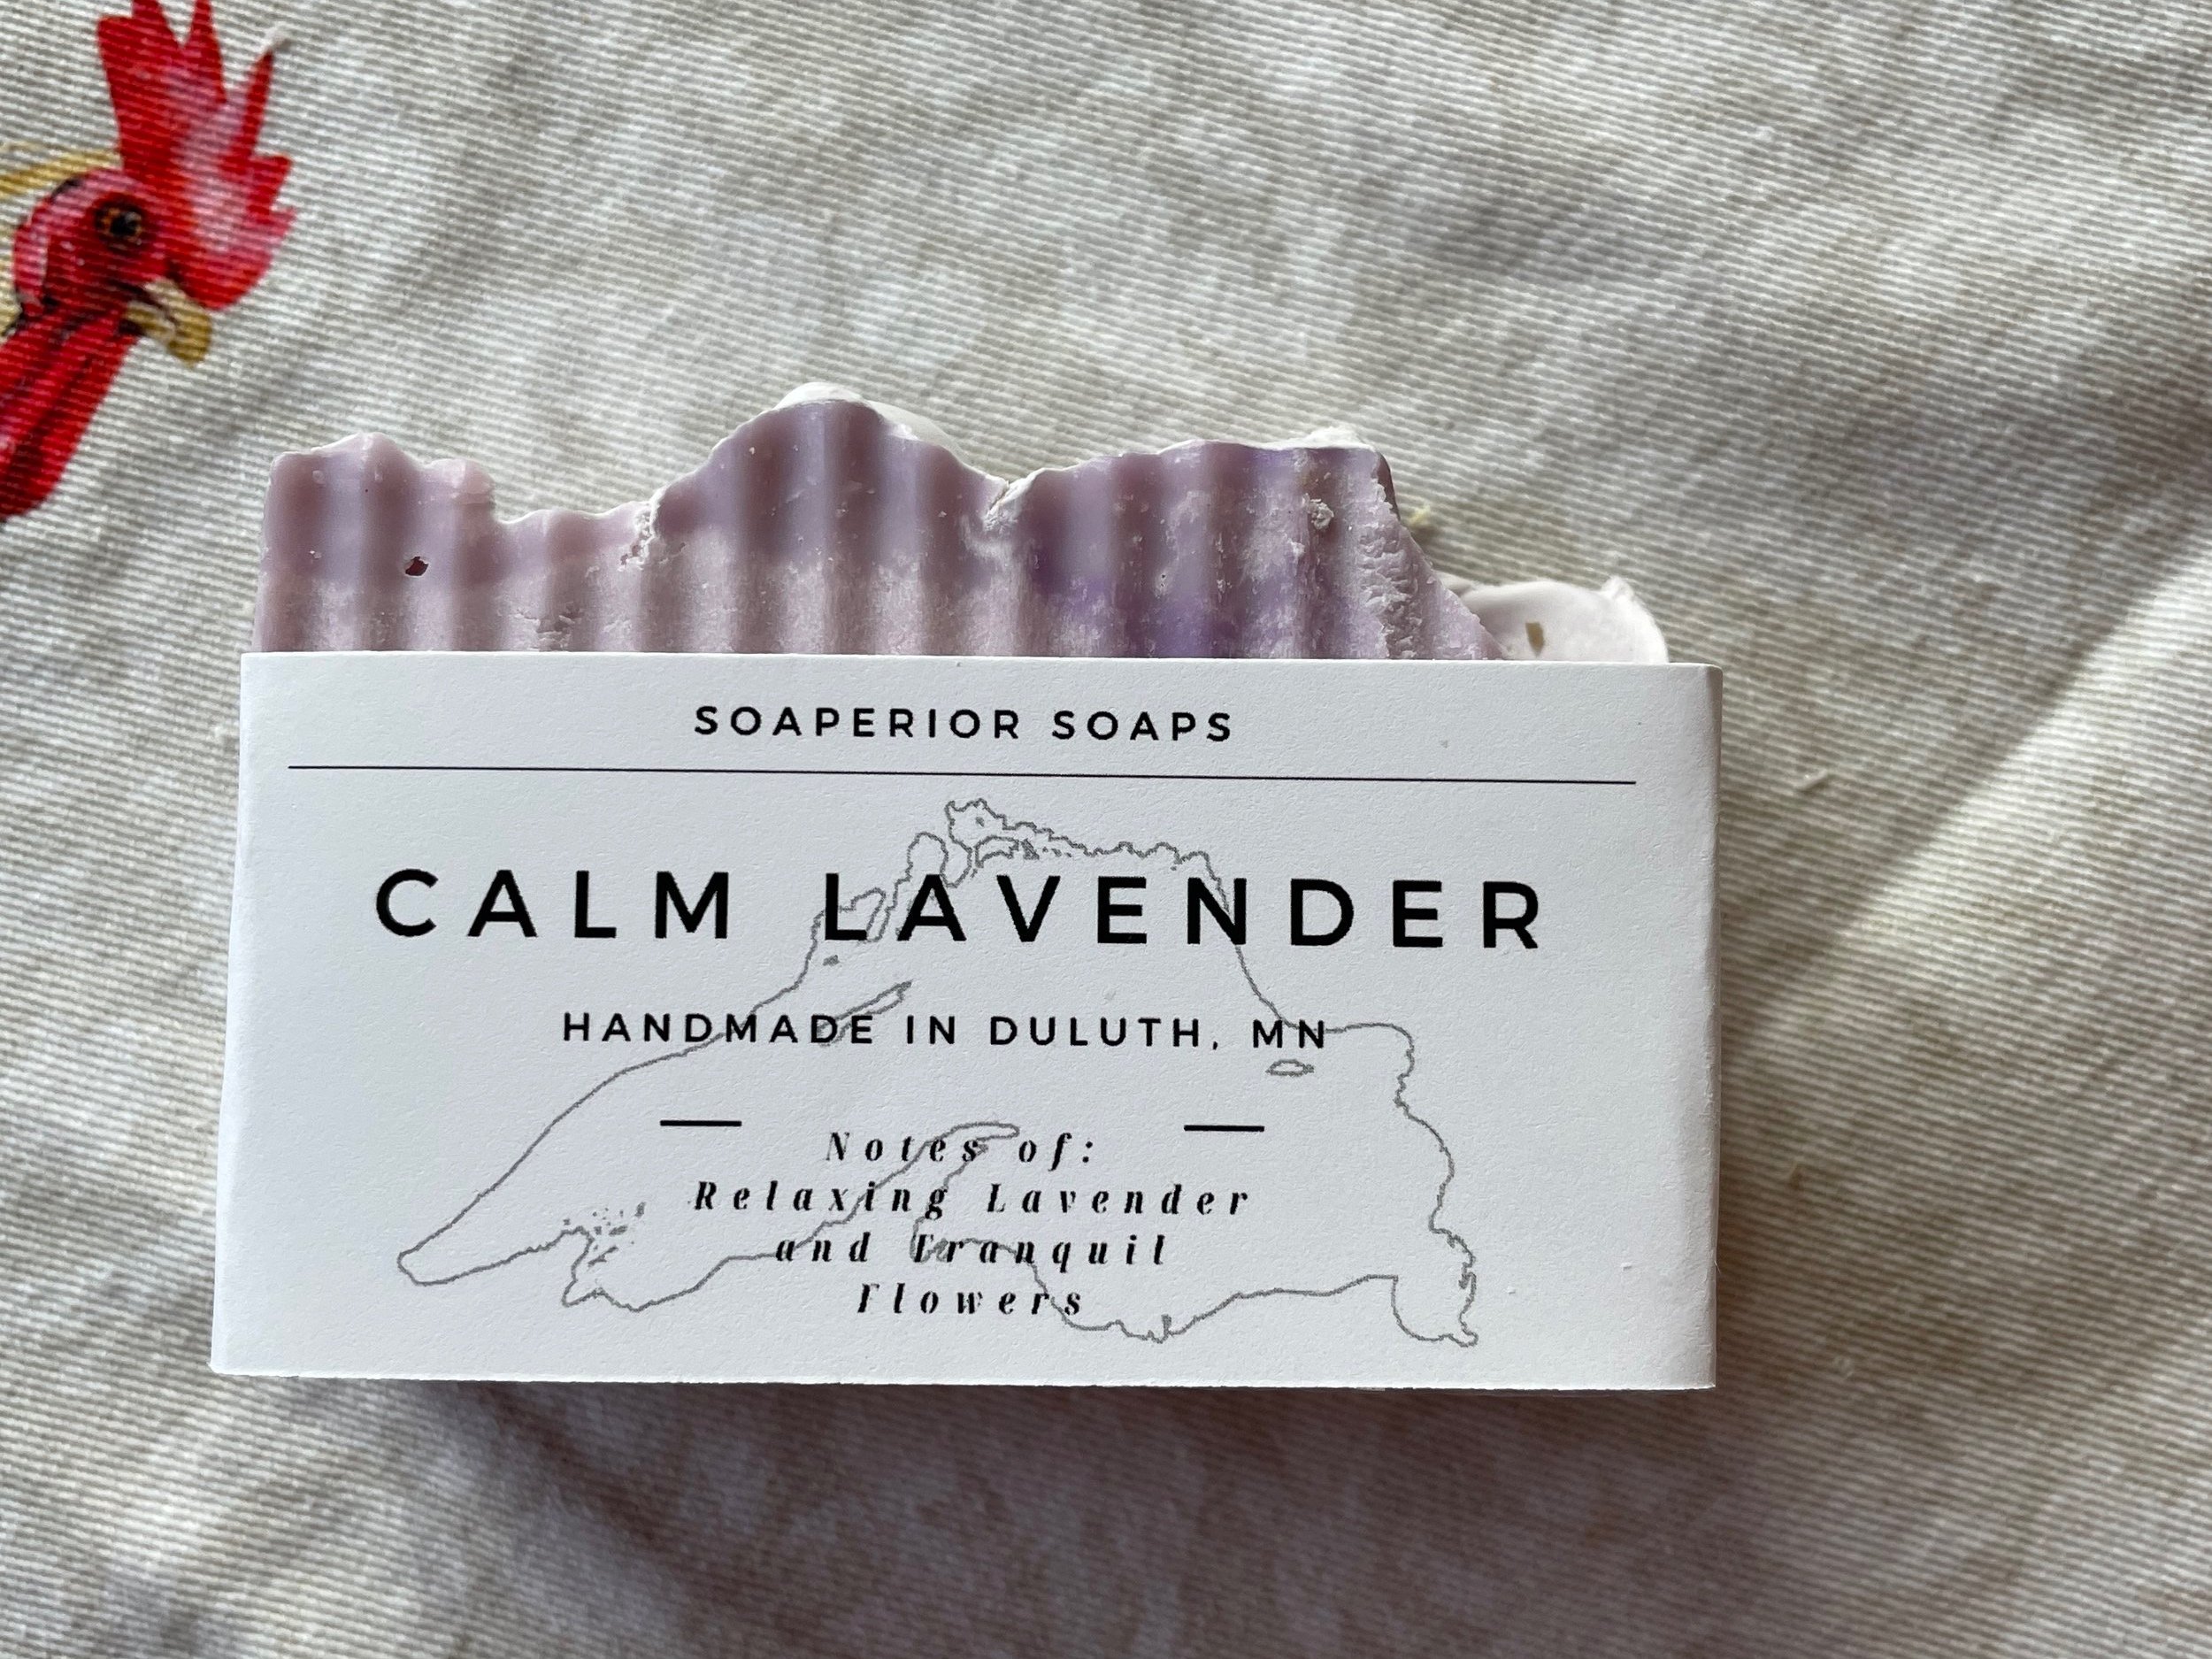 SOAPERIOR SOAPS
CALM LAVENDER
HANDMADE IN DULUTH, MN
Notes of:
Relaxing Lavender
and Tranquil
Flowers